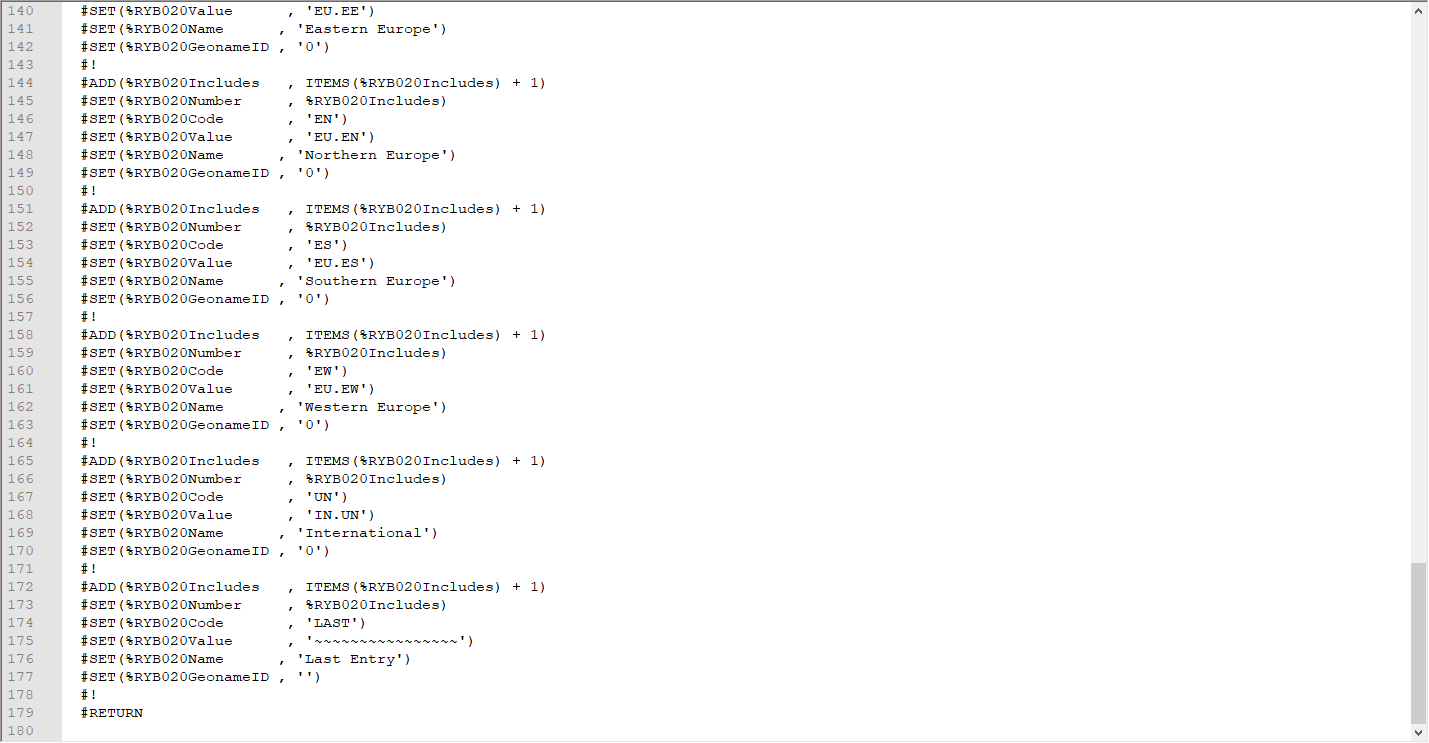 140 #SET(%RYB020Value      , 'EU.EE')
141 #SET(%RYB020Name      , 'Eastern Europe')
142 #SET(%RYB020GeonameID , '0')
143 #!
144 #ADD(%RYB020Includes   , ITEMS(%RYB020Includes) + 1)
145 #SET(%RYB020Number     , %RYB020Includes)
146 #SET(%RYB020Code       , 'EN')
147 #SET(%RYB020Value      , 'EU.EN')
148 #SET(%RYB020Name      , 'Northern Europe')
149 #SET(%RYB020GeonameID , '0')
150 #!
151 #ADD(%RYB020Includes   , ITEMS(%RYB020Includes) + 1)
152 #SET(%RYB020Number     , %RYB020Includes)
153 #SET(%RYB020Code       , 'ES')
154 #SET(%RYB020Value      , 'EU.ES')
155 #SET(%RYB020Name      , 'Southern Europe')
156 #SET(%RYB020GeonameID , '0')
157 #!
158 #ADD(%RYB020Includes   , ITEMS(%RYB020Includes) + 1)
159 #SET(%RYB020Number     , %RYB020Includes)
160 #SET(%RYB020Code       , 'EW')
161 #SET(%RYB020Value      , 'EU.EW')
162 #SET(%RYB020Name      , 'Western Europe')
163 #SET(%RYB020GeonameID , '0')
164 #!
165 #ADD(%RYB020Includes   , ITEMS(%RYB020Includes) + 1)
166 #SET(%RYB020Number     , %RYB020Includes)
167 #SET(%RYB020Code       , 'UN')
168 #SET(%RYB020Value      , 'IN.UN')
169 #SET(%RYB020Name      , 'International')
170 #SET(%RYB020GeonameID , '0')
171 #!
172 #ADD(%RYB020Includes   , ITEMS(%RYB020Includes) + 1)
173 #SET(%RYB020Number     , %RYB020Includes)
174 #SET(%RYB020Code       , 'LAST')
175 #SET(%RYB020Value      , '~~~~~~~~~~~~~~~~')
176 #SET(%RYB020Name      , 'Last Entry')
177 #SET(%RYB020GeonameID , '')
178 #!
179 #RETURN
180